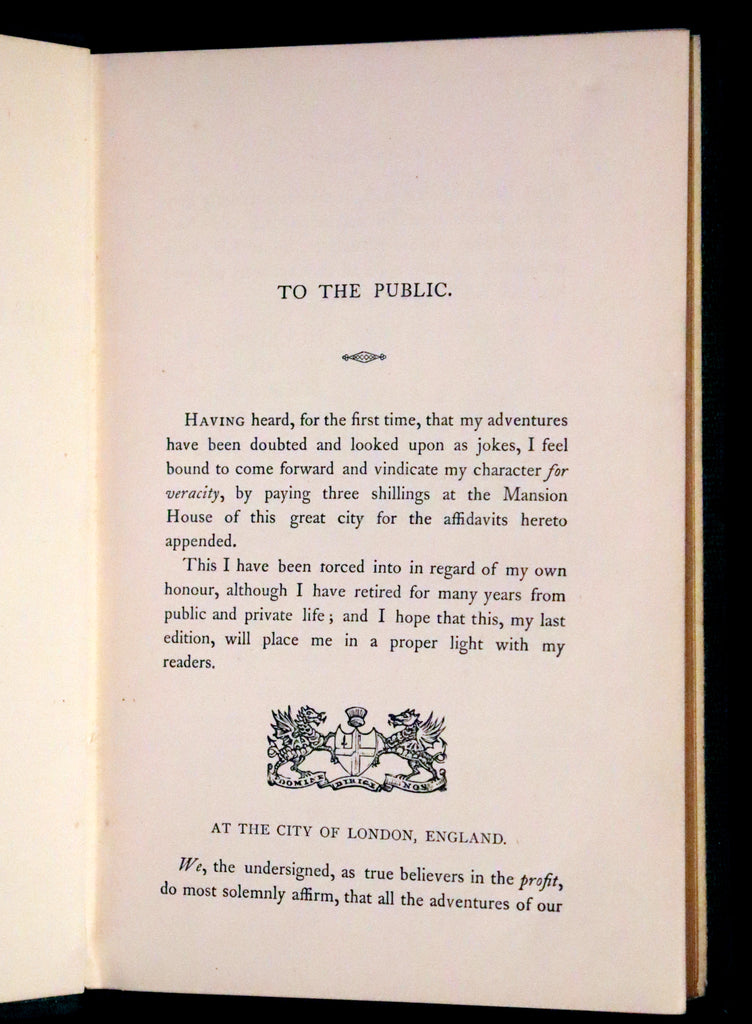 TO THE PUBLIC.
HAVING heard, for the first time, that my adventures
have been doubted and looked upon as jokes, I feel
bound to come forward and vindicate my character for
veracity, by paying three shillings at the Mansion
House of this great city for the affidavits hereto
appended.
This I have been forced into in regard of my own
honour, although I have retired for many years from
public and private life; and I hope that this, my last
edition, will place me in a proper light with my
readers.
DOMINE DIRIGE NOS
AT THE CITY OF LONDON, ENGLAND.
We, the undersigned, as true believers in the profit,
do most solemnly affirm, that all the adventures of our